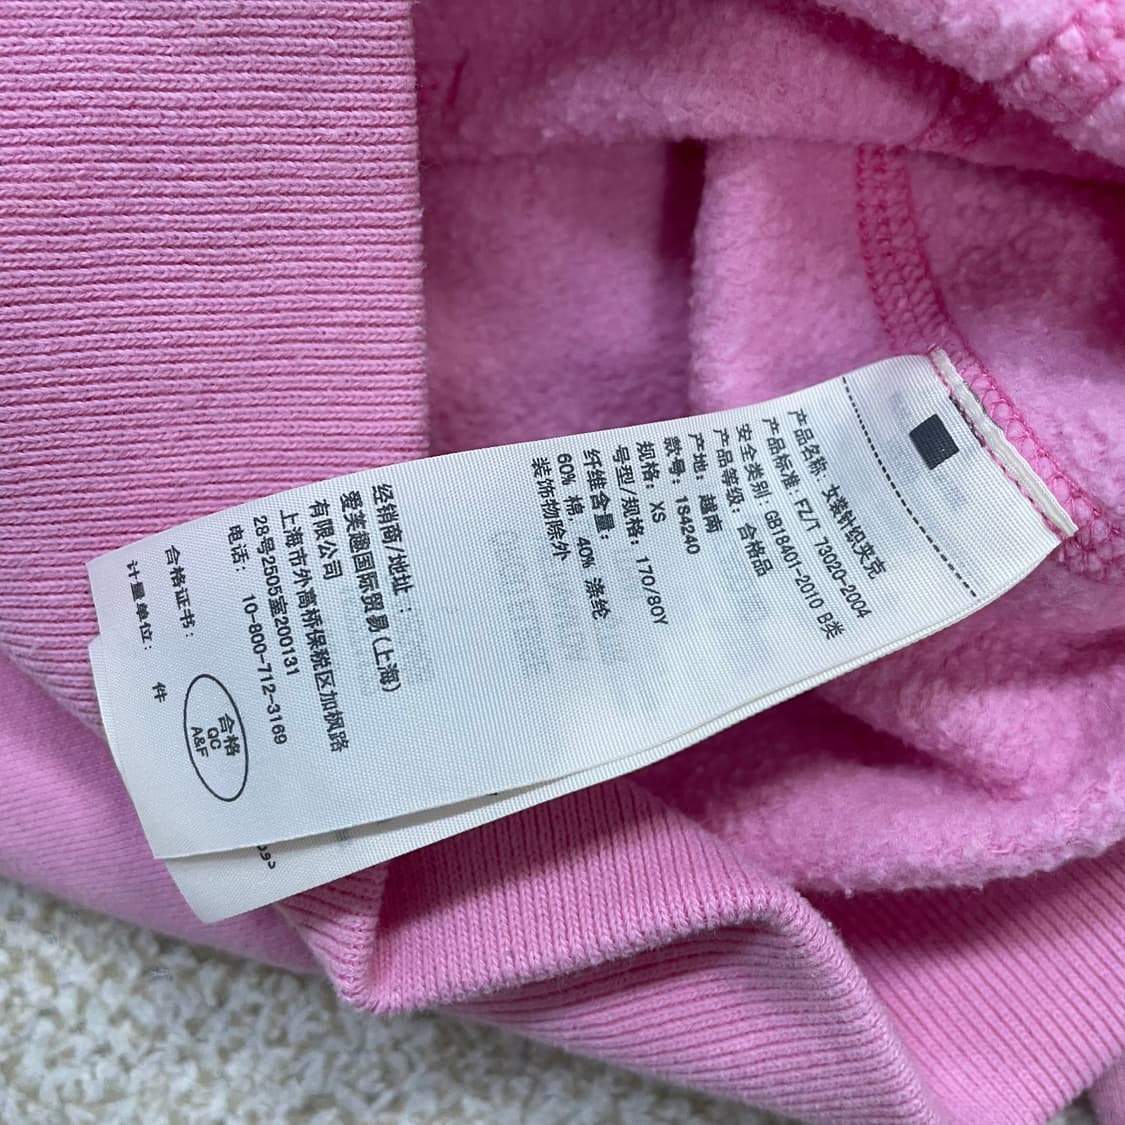 产品名称: 女装针织夹克
产品标准: FZ/T 73020-2004
安全类别: GB18401-2010 B类
产品等级: 合格品
产地: 越南
款号: 1S4240
规格: XS
号型/规格: 170/80Y
纤维含量:
60% 棉, 40% 涤纶
装饰物除外
经销商/地址:
爱芙趣国际贸易(上海)
有限公司
上海市外高桥保税区加枫路
28号2505室200131
电话: 10-800-712-3169
合格证书: 合格
QC
A&F
计量单位: 件